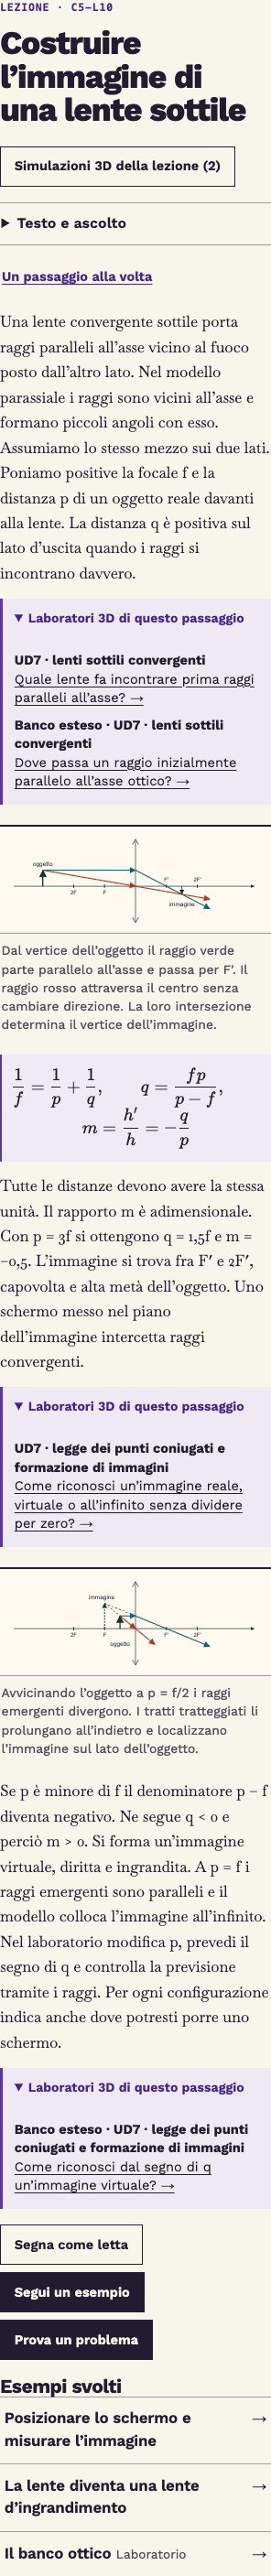 LEZIONE · C5–L10
Costruire
l’immagine di
una lente sottile
Simulazioni 3D della lezione (2)
▶ Testo e ascolto
Un passaggio alla volta
Una lente convergente sottile porta
raggi paralleli all’asse vicino al fuoco
posto dall’altro lato. Nel modello
parassiale i raggi sono vicini all’asse e
formano piccoli angoli con esso.
Assumiamo lo stesso mezzo sui due lati.
Poniamo positive la focale f e la
distanza p di un oggetto reale davanti
alla lente. La distanza q è positiva sul
lato d’uscita quando i raggi si
incontrano davvero.
▼ Laboratori 3D di questo passaggio
UD7 · lenti sottili convergenti
Quale lente fa incontrare prima raggi
paralleli all’asse? →
Banco esteso · UD7 · lenti sottili
convergenti
Dove passa un raggio inizialmente
parallelo all’asse ottico? →
oggetto
2F F F′ 2F′
immagine
Dal vertice dell’oggetto il raggio verde
parte parallelo all’asse e passa per F′. Il
raggio rosso attraversa il centro senza
cambiare direzione. La loro intersezione
determina il vertice dell’immagine.
1/f = 1/p + 1/q, q = fp/(p − f),
m = h′/h = −q/p
Tutte le distanze devono avere la stessa
unità. Il rapporto m è adimensionale.
Con p = 3f si ottengono q = 1,5f e m =
−0,5. L’immagine si trova fra F′ e 2F′,
capovolta e alta metà dell’oggetto. Uno
schermo messo nel piano
dell’immagine intercetta raggi
convergenti.
▼ Laboratori 3D di questo passaggio
UD7 · legge dei punti coniugati e
formazione di immagini
Come riconosci un’immagine reale,
virtuale o all’infinito senza dividere
per zero? →
immagine
2F F F′ 2F′
oggetto
Avvicinando l’oggetto a p = f/2 i raggi
emergenti divergono. I tratti tratteggiati li
prolungano all’indietro e localizzano
l’immagine sul lato dell’oggetto.
Se p è minore di f il denominatore p − f
diventa negativo. Ne segue q < 0 e
perciò m > 0. Si forma un’immagine
virtuale, diritta e ingrandita. A p = f i
raggi emergenti sono paralleli e il
modello colloca l’immagine all’infinito.
Nel laboratorio modifica p, prevedi il
segno di q e controlla la previsione
tramite i raggi. Per ogni configurazione
indica anche dove potresti porre uno
schermo.
▼ Laboratori 3D di questo passaggio
Banco esteso · UD7 · legge dei punti
coniugati e formazione di immagini
Come riconosci dal segno di q
un’immagine virtuale? →
Segna come letta
Segui un esempio
Prova un problema
Esempi svolti
Posizionare lo schermo e →
misurare l’immagine
La lente diventa una lente →
d’ingrandimento
Il banco ottico Laboratorio →